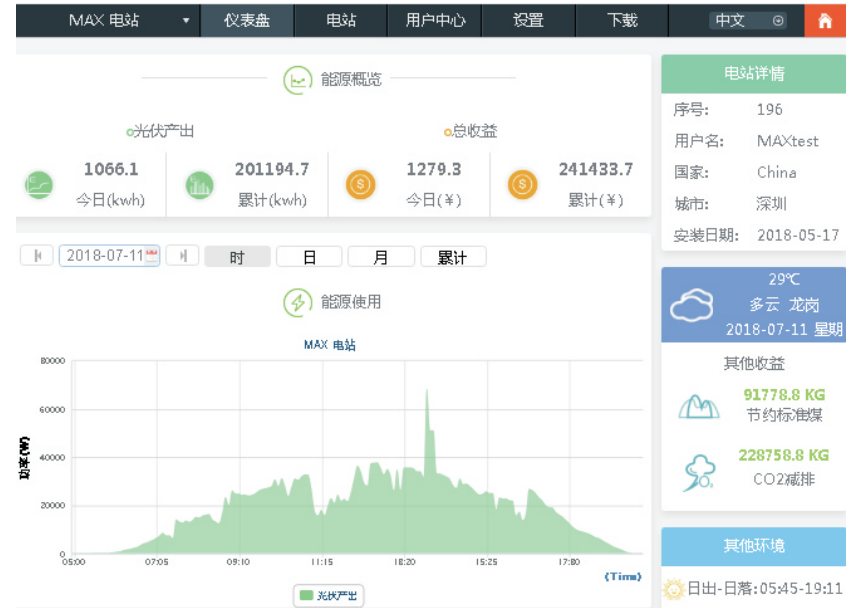 MAX 电站
仪表盘
电站
用户中心
设置
下载
中文
能源概览
光伏产出
总收益
1066.1
今日(kwh)
201194.7
累计(kwh)
1279.3
今日(¥)
241433.7
累计(¥)
2018-07-11
时
日
月
累计
能源使用
MAX 电站
功率(W)
80000
60000
40000
20000
0
05:00
07:05
09:10
11:15
15:25
17:30
(Time)
光伏产出
电站详情
序号: 196
用户名: MAXtest
国家: China
城市: 深圳
安装日期: 2018-05-17
29℃
多云 龙岗
2018-07-11 星期
其他收益
91778.8 KG
节约标准煤
228758.8 KG
CO2减排
其他环境
日出-日落:05:45-19:11